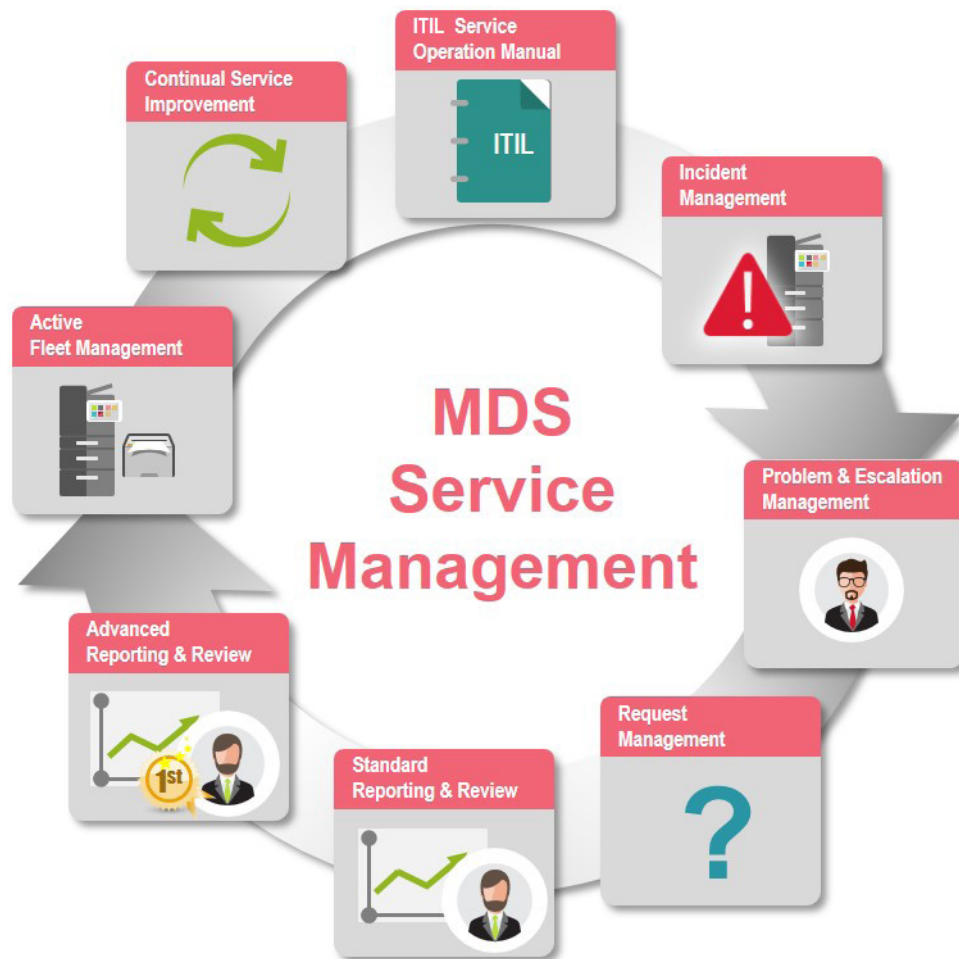 ITIL Service
Operation Manual
ITIL
Incident
Management
Problem & Escalation
Management
Request
Management
?
Standard
Reporting & Review
Advanced
Reporting & Review
1st
Active
Fleet Management
Continual Service
Improvement
MDS
Service
Management